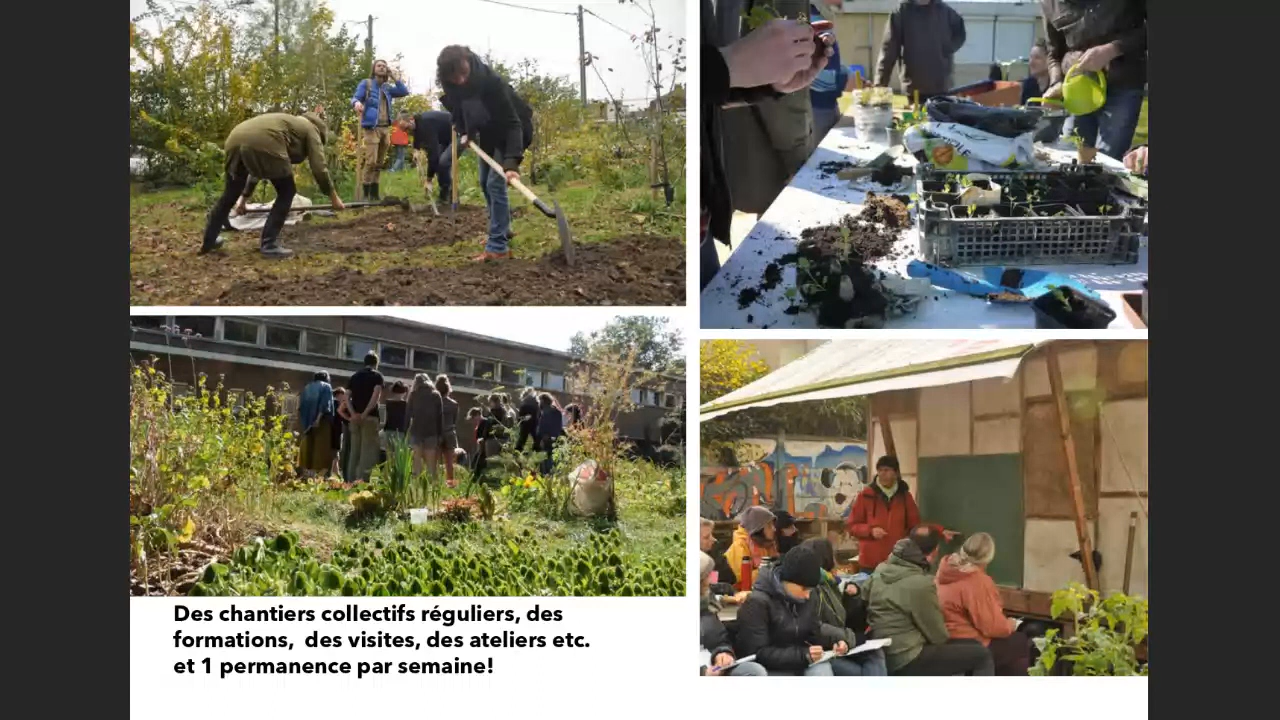 Des chantiers collectifs réguliers, des
formations,  des visites, des ateliers etc.
et 1 permanence par semaine!